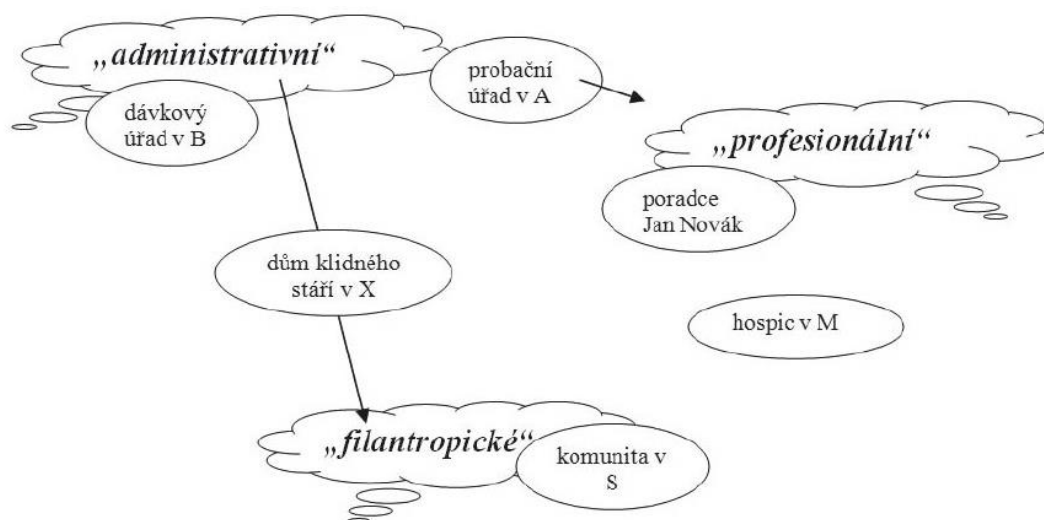 „administrativní“
probační
úřad v A
dávkový
úřad v B
„profesionální“
poradce
Jan Novák
dům klidného
stáří v X
hospic v M
„filantropické“
komunita v
S